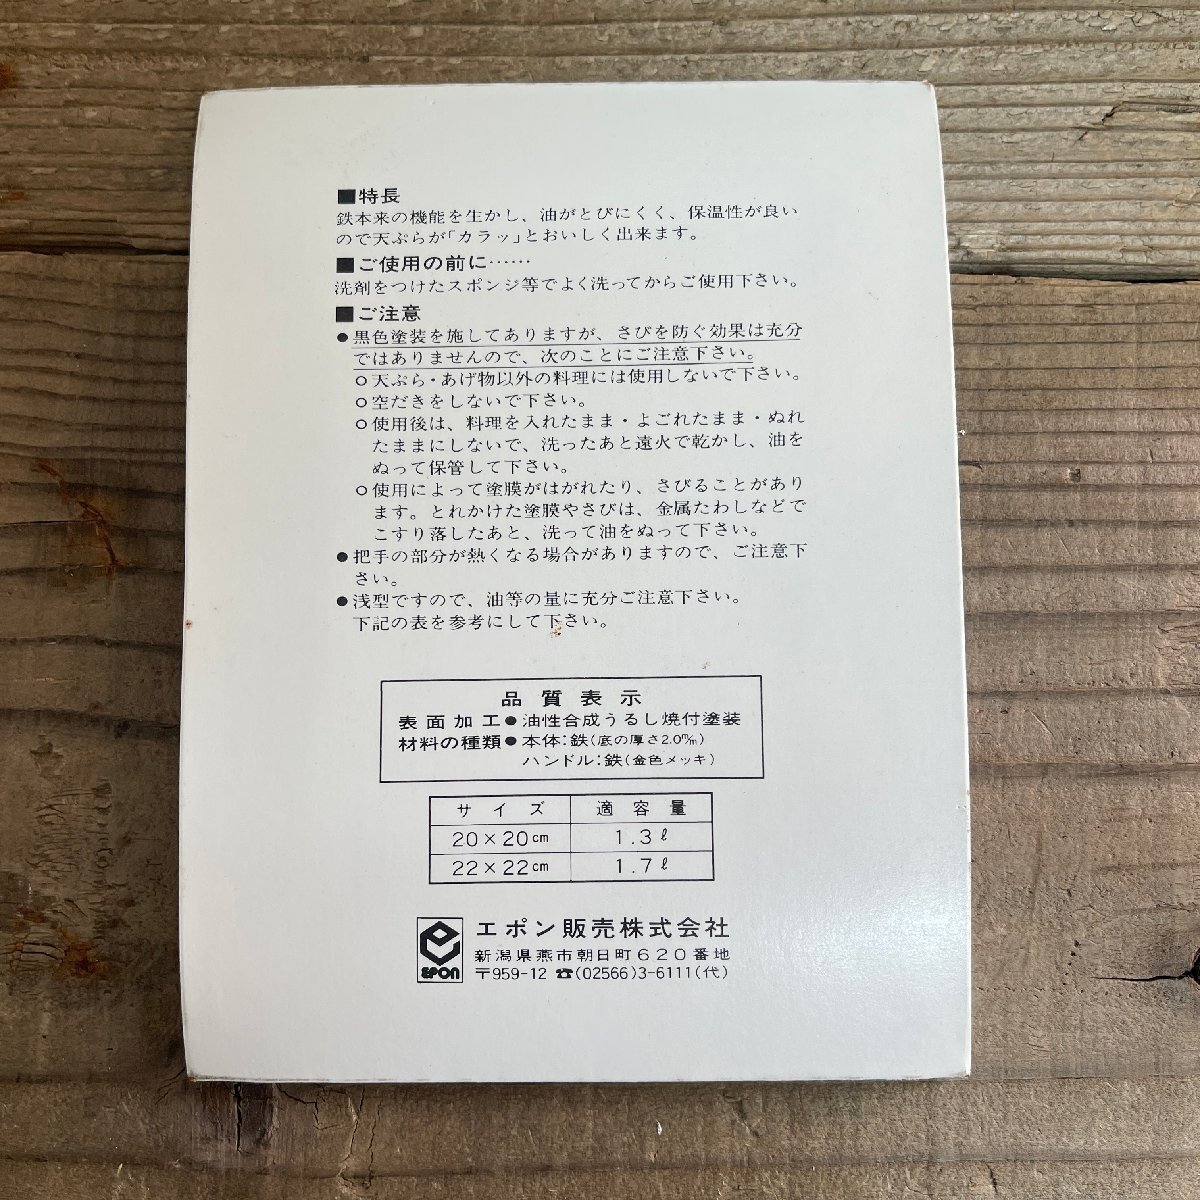 ■特長
鉄本来の機能を生かし、油がとびにくく、保温性が良い
ので天ぷらが｢カラッ｣とおいしく出来ます。
■ご使用の前に……
洗剤をつけたスポンジ等でよく洗ってからご使用下さい。
■ご注意
●黒色塗装を施してありますが、さびを防ぐ効果は充分
ではありませんので、次のことにご注意下さい。
○天ぷら・あげ物以外の料理には使用しないで下さい。
○空だきをしないで下さい。
○使用後は、料理を入れたまま・よごれたまま・ぬれ
たままにしないで、洗ったあと遠火で乾かし、油を
ぬって保管して下さい。
○使用によって塗膜がはがれたり、さびることがあり
ます。とれかけた塗膜やさびは、金属たわしなどで
こすり落したあと、洗って油をぬって下さい。
●把手の部分が熱くなる場合がありますので、ご注意下
さい。
●浅型ですので、油等の量に充分ご注意下さい。
下記の表を参考にして下さい。
品質表示
表面加工●油性合成うるし焼付塗装
材料の種類●本体:鉄(底の厚さ2.0㎜)
ハンドル:鉄(金色メッキ)
サイズ 適容量
20×20cm 1.3ℓ
22×22cm 1.7ℓ
エポン販売株式会社
新潟県燕市朝日町620番地
EPON 〒959-12 ☎(02566)3-6111(代)